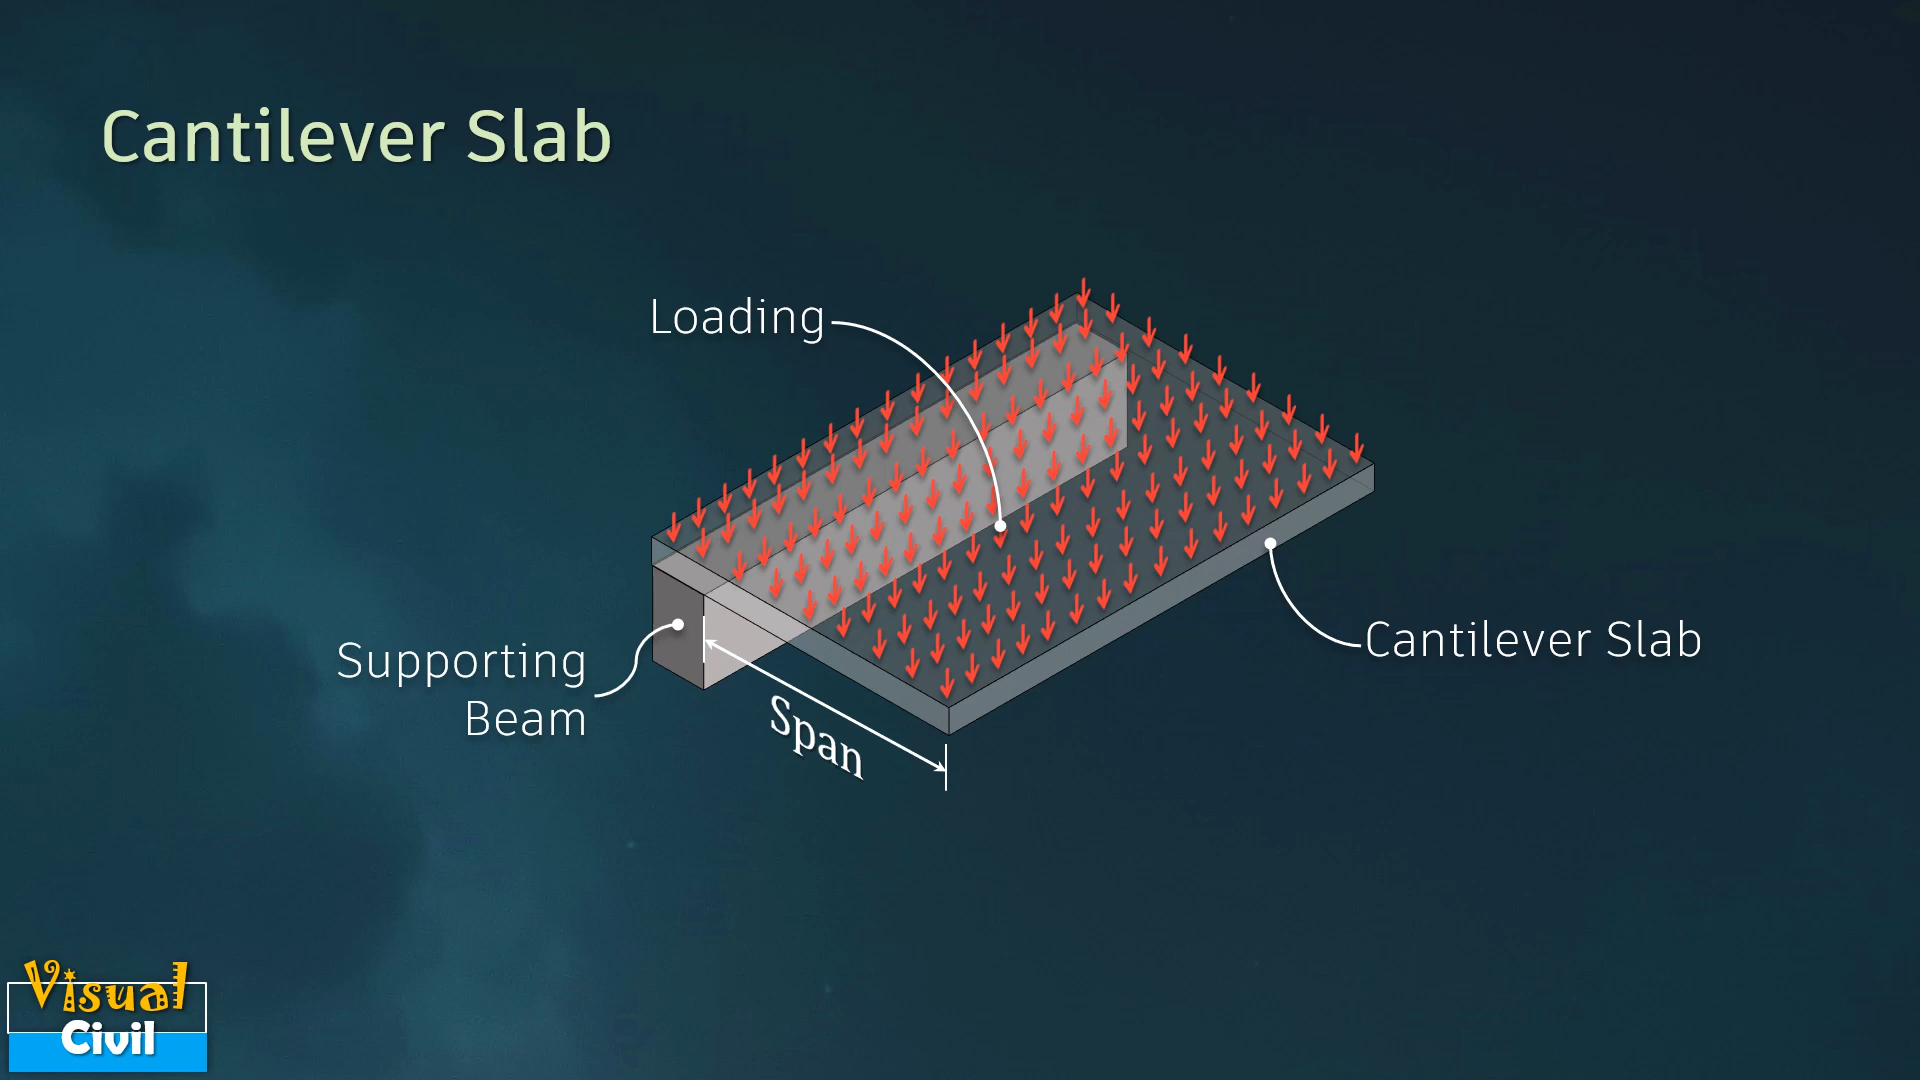 Cantilever Slab
Loading
Cantilever Slab
Supporting
Beam
Span
Visual
Civil